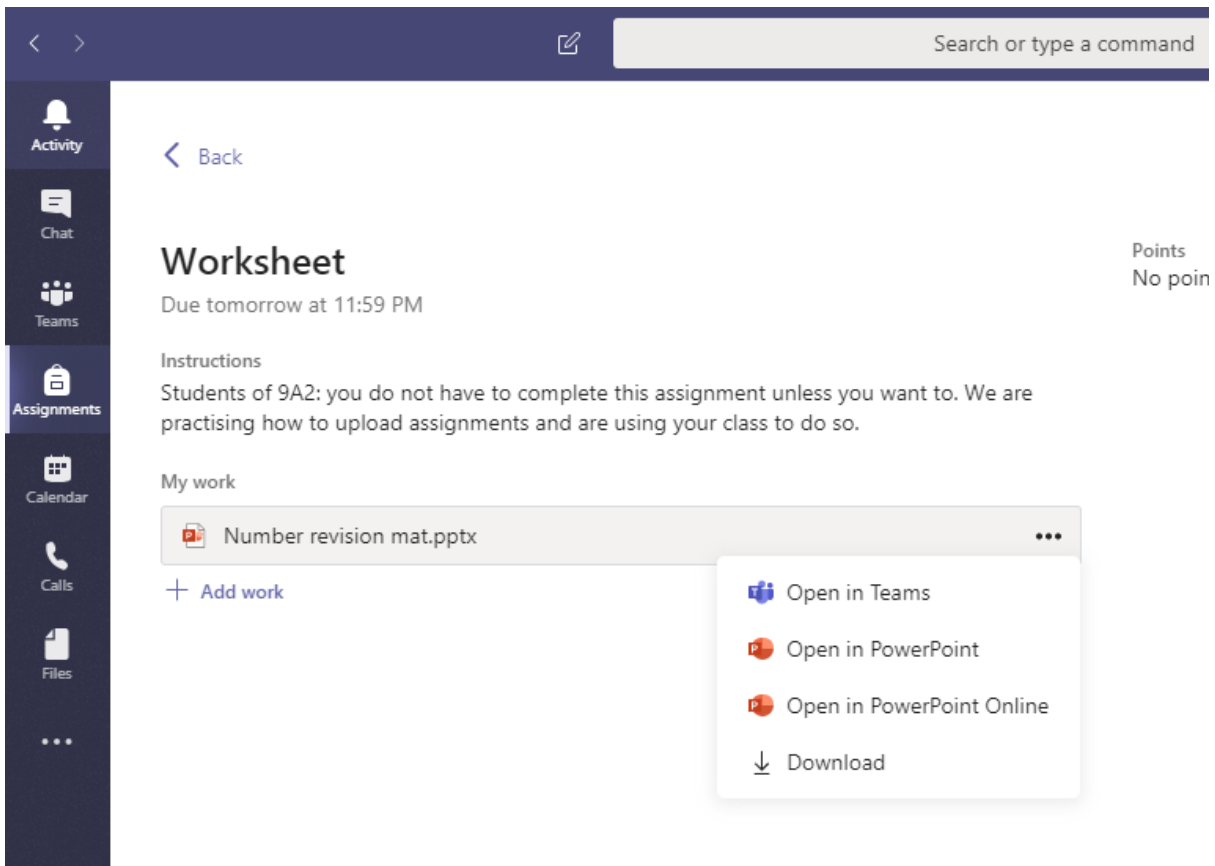 Search or type a command
Activity
Chat
Teams
Assignments
Calendar
Calls
Files
Back
Worksheet
Due tomorrow at 11:59 PM
Points
No poin
Instructions
Students of 9A2: you do not have to complete this assignment unless you want to. We are
practising how to upload assignments and are using your class to do so.
My work
Number revision mat.pptx
Add work
Open in Teams
Open in PowerPoint
Open in PowerPoint Online
Download